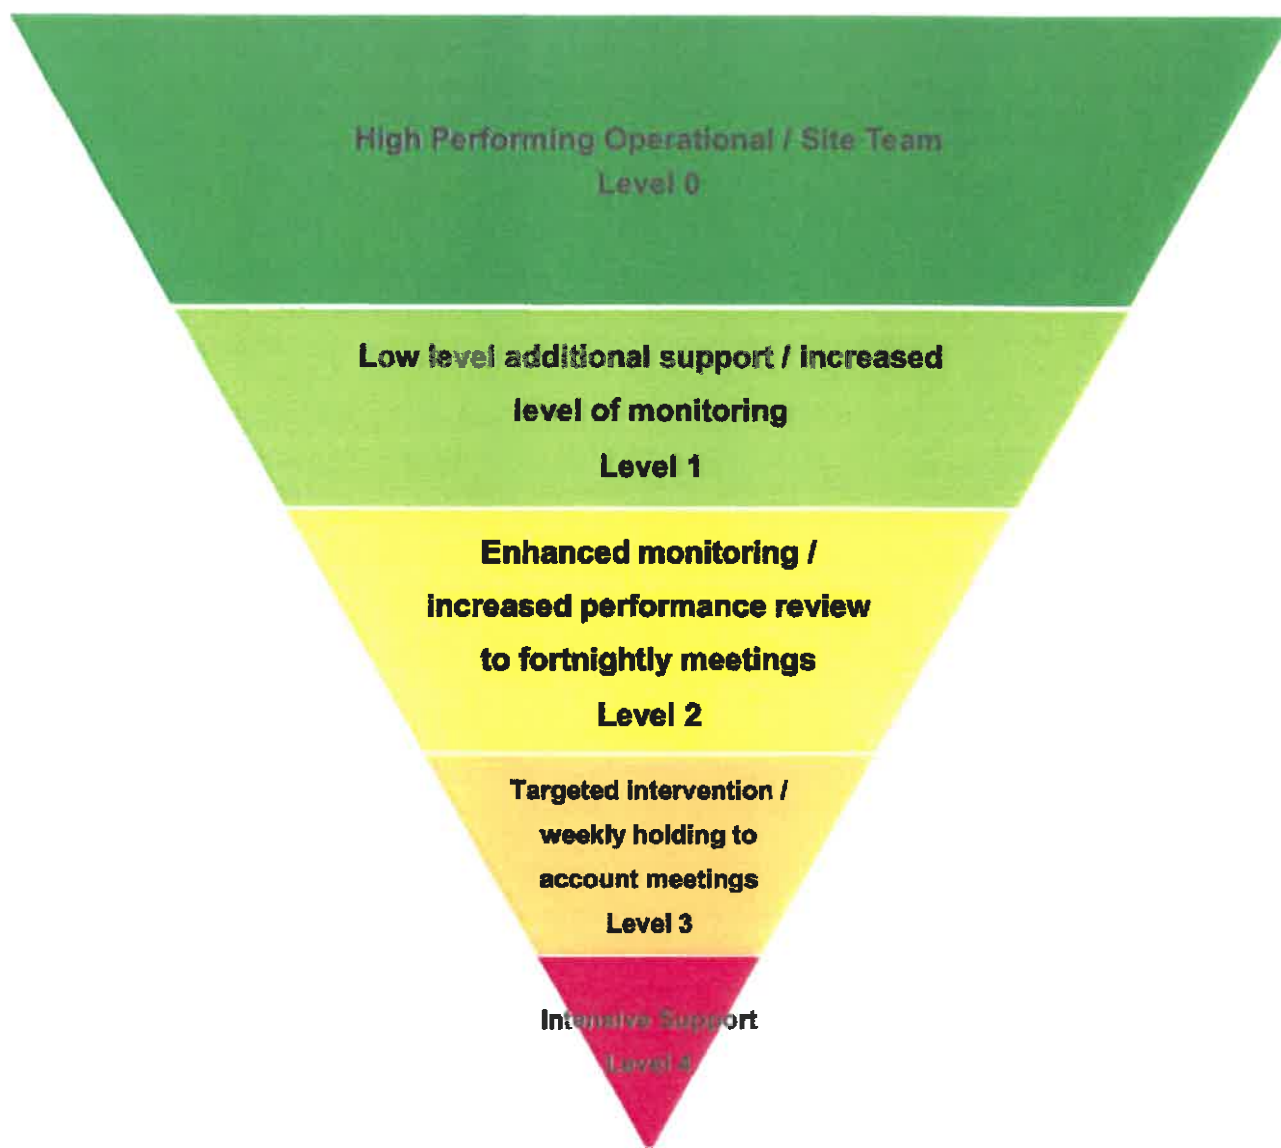 High Performing Operational / Site Team
Level 0
Low level additional support / increased
level of monitoring
Level 1
Enhanced monitoring /
increased performance review
to fortnightly meetings
Level 2
Targeted intervention /
weekly holding to
account meetings
Level 3
Intensive Support
Level 4